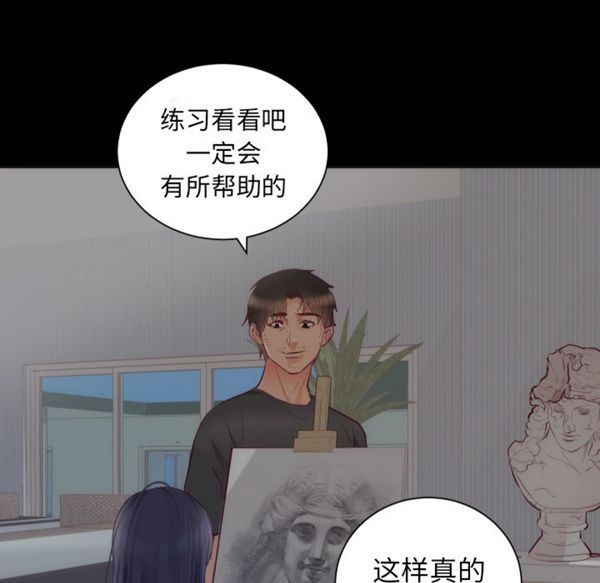 练习看看吧
一定会
有所帮助的
这样真的